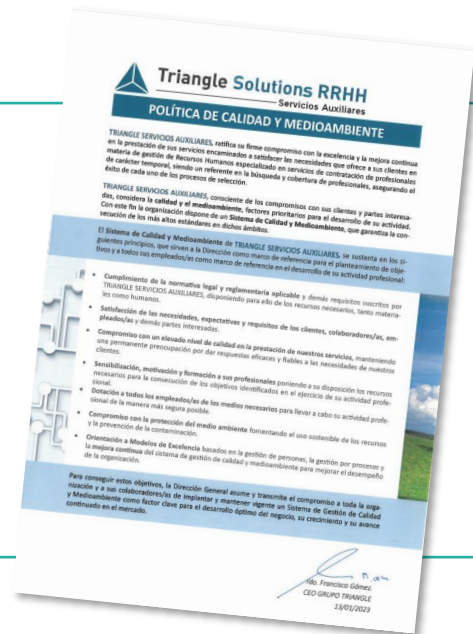 Triangle Solutions RRHH
Servicios Auxiliares
POLÍTICA DE CALIDAD Y MEDIOAMBIENTE
TRIANGLE SERVICIOS AUXILIARES, ratifica su firme compromiso con la excelencia y la mejora continua
en la prestación de sus servicios encaminados a satisfacer las necesidades que ofrece a sus clientes en
materia de gestión de Recursos Humanos especializado en servicios de contratación de profesionales
de carácter temporal, siendo un referente en la búsqueda y cobertura de profesionales, asegurando el
éxito de cada uno de los procesos de selección.
TRIANGLE SERVICIOS AUXILIARES, consciente de los compromisos con sus clientes y partes interesa-
das, considera la calidad y el medioambiente, factores prioritarios para el desarrollo de su actividad.
Con este fin la organización dispone de un Sistema de Calidad y Medioambiente, que garantiza la con-
secución de los más altos estándares en dichos ámbitos.
El Sistema de Calidad y Medioambiente de TRIANGLE SERVICIOS AUXILIARES, se sustenta en los si-
guientes principios, que sirven a la Dirección como marco de referencia para el planteamiento de obje-
tivos y a todos sus empleados/as como marco de referencia en el desarrollo de su actividad profesional:
• Cumplimiento de la normativa legal y reglamentaria aplicable y demás requisitos suscritos por
TRIANGLE SERVICIOS AUXILIARES, disponiendo para ello de los recursos necesarios, tanto materia-
les como humanos.
• Satisfacción de las necesidades, expectativas y requisitos de los clientes, colaboradores/as, em-
pleados/as y demás partes interesadas.
• Compromiso con un elevado nivel de calidad en la prestación de nuestros servicios, manteniendo
una permanente preocupación por dar respuestas eficaces y fiables a las necesidades de nuestros
clientes.
• Sensibilización, motivación y formación a sus profesionales poniendo a su disposición los recursos
necesarios para la consecución de los objetivos identificados en el ejercicio de su actividad profe-
sional.
• Dotación a todos los empleados/as de los medios necesarios para llevar a cabo su actividad profe-
sional de la manera más segura posible.
• Compromiso con la protección del medio ambiente fomentando el uso sostenible de los recursos
y la prevención de la contaminación.
• Orientación a Modelos de Excelencia basados en la gestión de personas, la gestión por procesos y
la mejora continua del sistema de gestión de calidad y medioambiente para mejorar el desempeño
de la organización.
Para conseguir estos objetivos, la Dirección General asume y transmite el compromiso a toda la orga-
nización y a sus colaboradores/as de implantar y mantener vigente un Sistema de Gestión de Calidad
y Medioambiente como factor clave para el desarrollo óptimo del negocio, su crecimiento y su avance
continuado en el mercado.
Fdo. Francisco Gómez.
CEO GRUPO TRIANGLE
13/01/2023